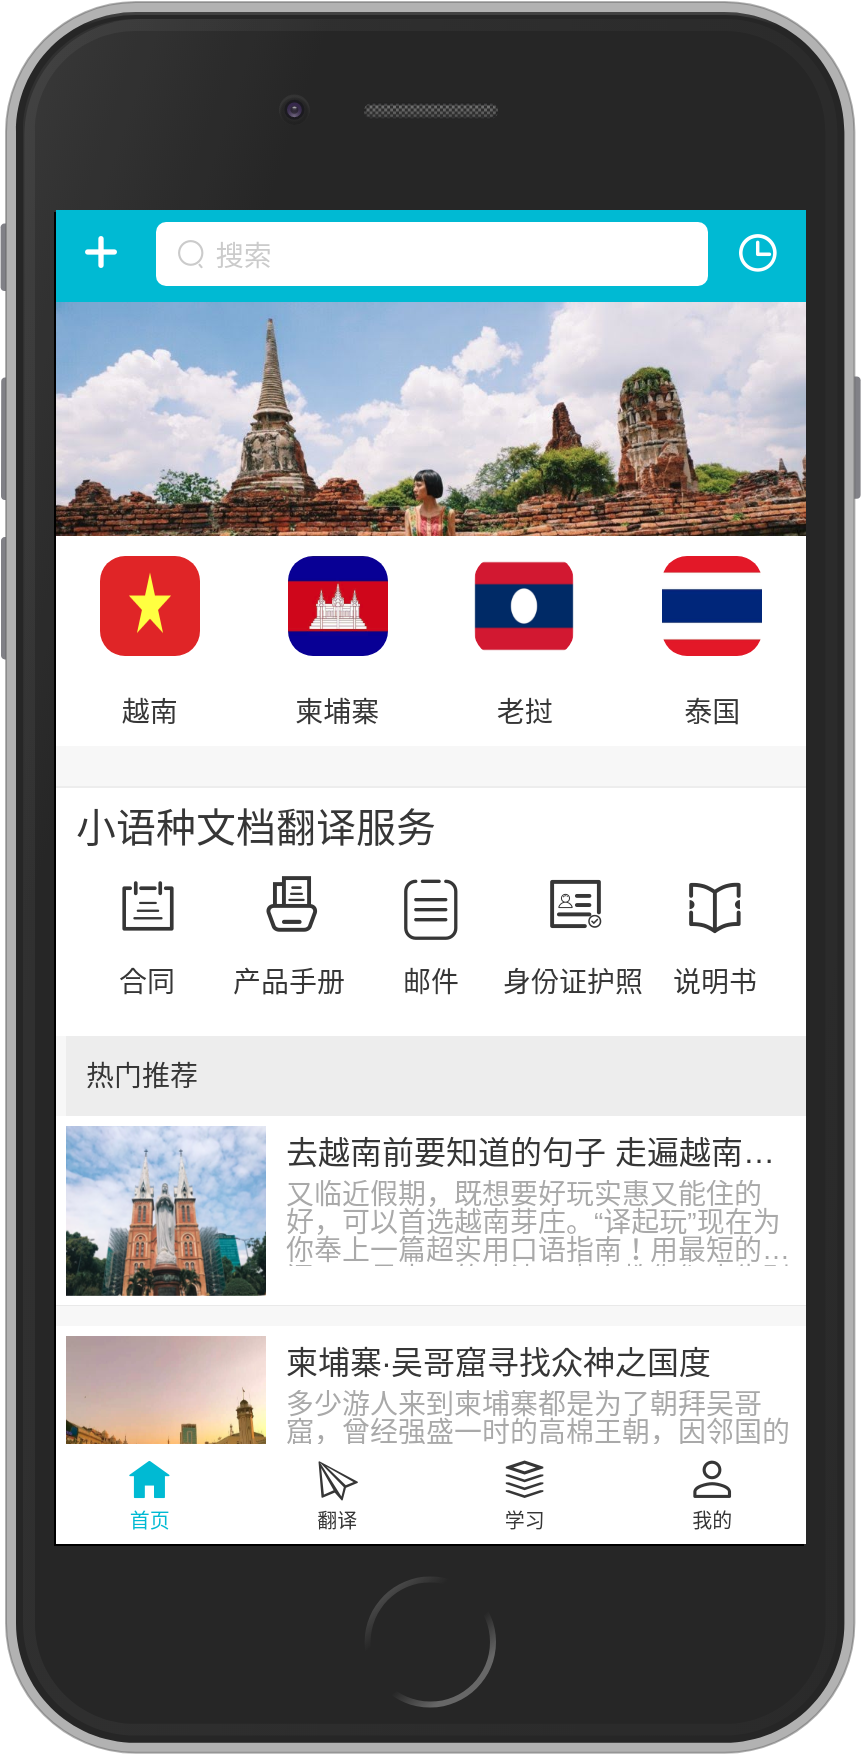 搜索
越南
柬埔寨
老挝
泰国
小语种文档翻译服务
合同
产品手册
邮件
身份证护照
说明书
热门推荐
去越南前要知道的句子 走遍越南…
又临近假期，既想要好玩实惠又能住的
好，可以首选越南芽庄。“译起玩”现在为
你奉上一篇超实用口语指南！用最短的…
柬埔寨·吴哥窟寻找众神之国度
多少游人来到柬埔寨都是为了朝拜吴哥
窟，曾经强盛一时的高棉王朝，因邻国的
首页
翻译
学习
我的